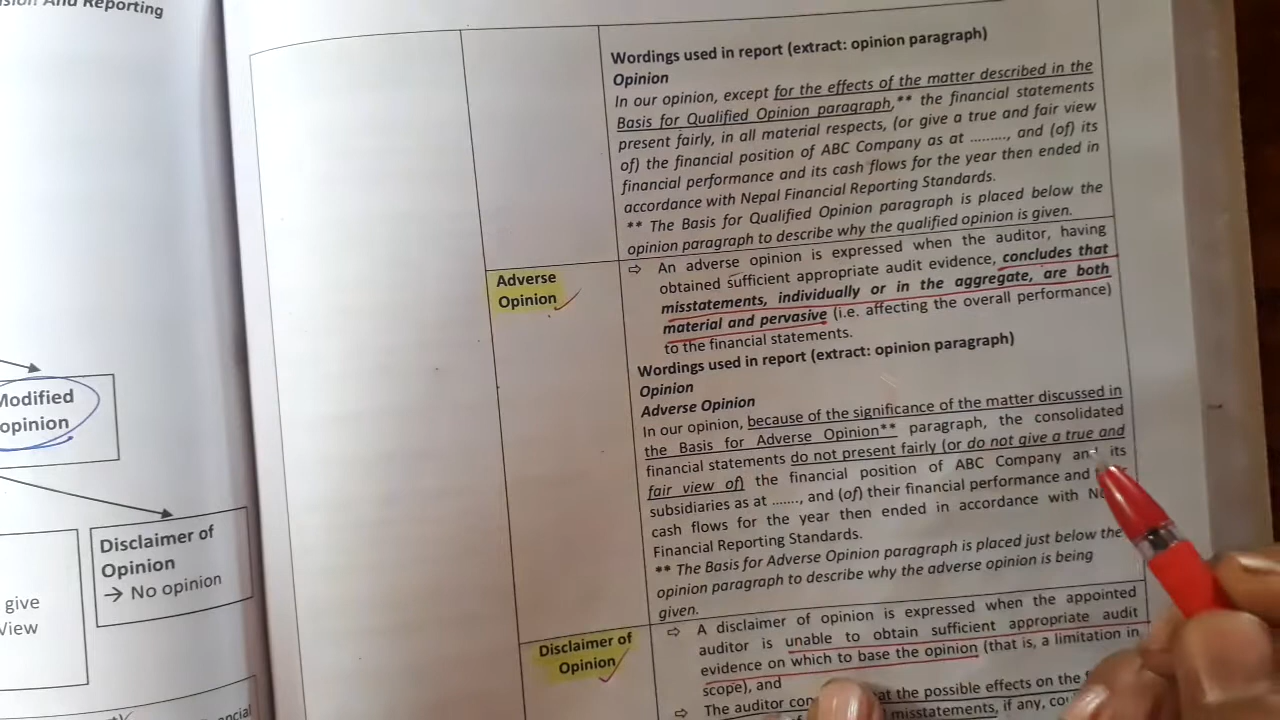 And Reporting
Modified
opinion
Disclaimer of
Opinion
→ No opinion
give
View
Wordings used in report (extract: opinion paragraph)
Opinion
In our opinion, except for the effects of the matter described in the
Basis for Qualified Opinion paragraph,** the financial statements
present fairly, in all material respects, (or give a true and fair view
of) the financial position of ABC Company as at ........., and (of) its
financial performance and its cash flows for the year then ended in
accordance with Nepal Financial Reporting Standards.
** The Basis for Qualified Opinion paragraph is placed below the
opinion paragraph to describe why the qualified opinion is given.
Adverse
Opinion
⇨ An adverse opinion is expressed when the auditor, having
obtained sufficient appropriate audit evidence, concludes that
misstatements, individually or in the aggregate, are both
material and pervasive (i.e. affecting the overall performance)
to the financial statements.
Wordings used in report (extract: opinion paragraph)
Opinion
Adverse Opinion
In our opinion, because of the significance of the matter discussed in
the Basis for Adverse Opinion** paragraph, the consolidated
financial statements do not present fairly (or do not give a true and
fair view of) the financial position of ABC Company and its
subsidiaries as at ......., and (of) their financial performance and
cash flows for the year then ended in accordance with
Financial Reporting Standards.
** The Basis for Adverse Opinion paragraph is placed just below the
opinion paragraph to describe why the adverse opinion is being
given.
Disclaimer of
Opinion
⇨ A disclaimer of opinion is expressed when the appointed
auditor is unable to obtain sufficient appropriate audit
evidence on which to base the opinion (that is, a limitation in
scope), and
⇨ The auditor at the possible effects on the
misstatements, if any,